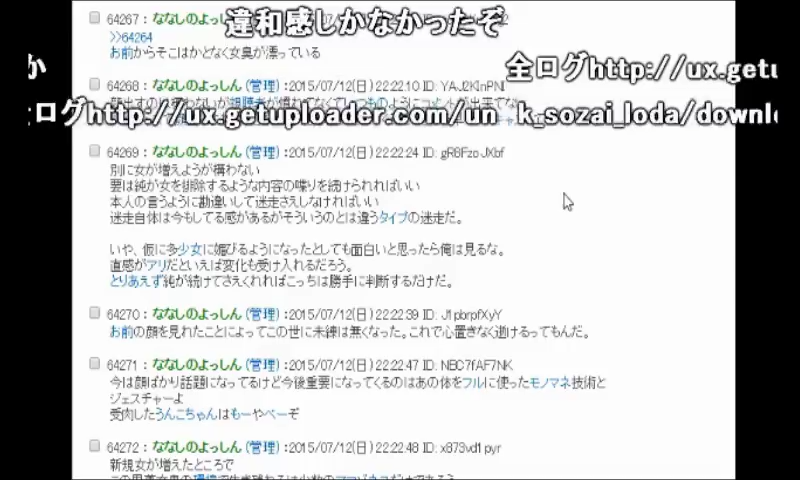 64267 : ななしのよっしん
違和感しかなかったぞ
>>64264
お前からそこはかとなく女臭が漂っている
か
全ログhttp://ux.getu
64268 : ななしのよっしん (管理) :2015/07/12(日) 22:22:10 ID: YAJ2KInPNl
ログhttp://ux.getuploader.com/un k_sozai_loda/downl
64269 : ななしのよっしん (管理) :2015/07/12(日) 22:22:24 ID: gR6FzoJXbf
別に女が増えようが構わない
要は純が女を排除するような内容の喋りを続けられればいい
本人の言うように勘違いして迷走さえしなければいい
迷走自体は今もしてる感があるがそういうのとは違うタイプの迷走だ。
いや、仮に多少女に媚びるようになったとしても面白いと思ったら俺は見るな。
直感がアリだといえば変化も受け入れるだろう。
とりあえず純が続けてさえくれればこっちは勝手に判断するだけだ。
64270 : ななしのよっしん (管理) :2015/07/12(日) 22:22:39 ID: J1pbrpfXyY
お前の顔を見れたことによってこの世に未練は無くなった。これで心置きなく逝けるってもんだ。
64271 : ななしのよっしん (管理) :2015/07/12(日) 22:22:47 ID: NBC7fAF7NK
今は顔ばかり話題になってるけど今後重要になってくるのはあの体をフルに使ったモノマネ技術と
ジェスチャーよ
受肉したうんこちゃんはもーやべーぞ
64272 : ななしのよっしん (管理) :2015/07/12(日) 22:22:48 ID: x873vd1pyr
新規女が増えたところで